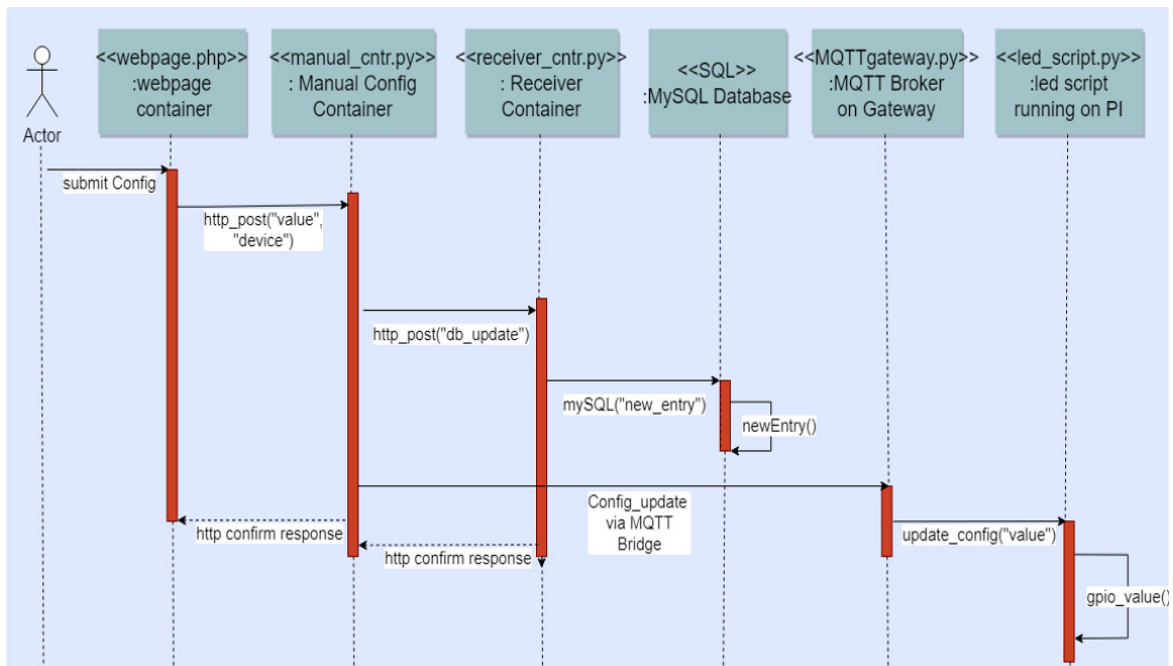 Actor
<<webpage.php>>
:webpage
container
<<manual_cntr.py>>
: Manual Config
Container
<<receiver_cntr.py>>
: Receiver
Container
<<SQL>>
:MySQL Database
<<MQTTgateway.py>>
:MQTT Broker
on Gateway
<<led_script.py>>
:led script
running on PI
submit Config
http_post("value",
"device")
http_post("db_update")
mySQL("new_entry")
newEntry()
Config_update
via MQTT
Bridge
http confirm response
update_config("value")
http confirm response
gpio_value()